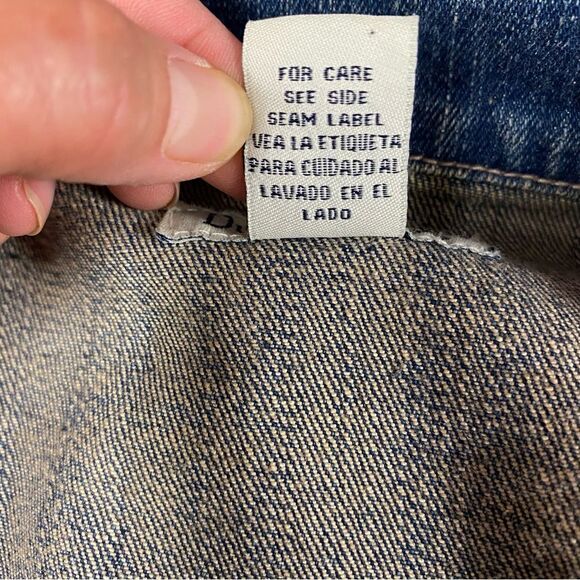 FOR CARE
SEE SIDE
SEAM LABEL
VEA LA ETIQUETA
PARA CUIDADO AL
LAVADO EN EL
LADO